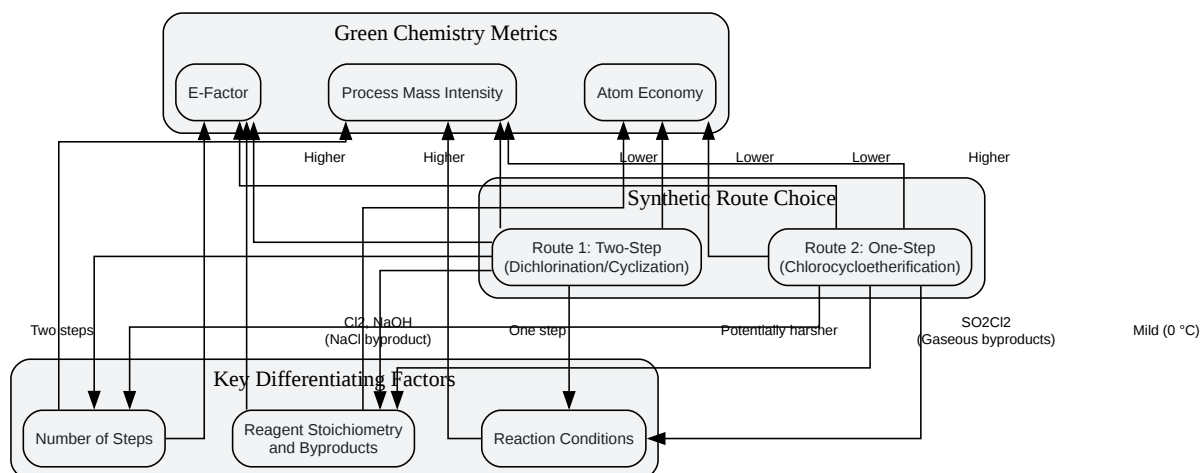 Green Chemistry Metrics
E-Factor
Process Mass Intensity
Atom Economy
Higher
Higher
Lower
Lower
Lower
Higher
Synthetic Route Choice
Route 1: Two-Step
(Dichlorination/Cyclization)
Route 2: One-Step
(Chlorocycloetherification)
Two steps
Cl2, NaOH
(NaCl byproduct)
One step
Potentially harsher
SO2Cl2
(Gaseous byproducts)
Mild (0 °C)
Key Differentiating Factors
Number of Steps
Reagent Stoichiometry
and Byproducts
Reaction Conditions